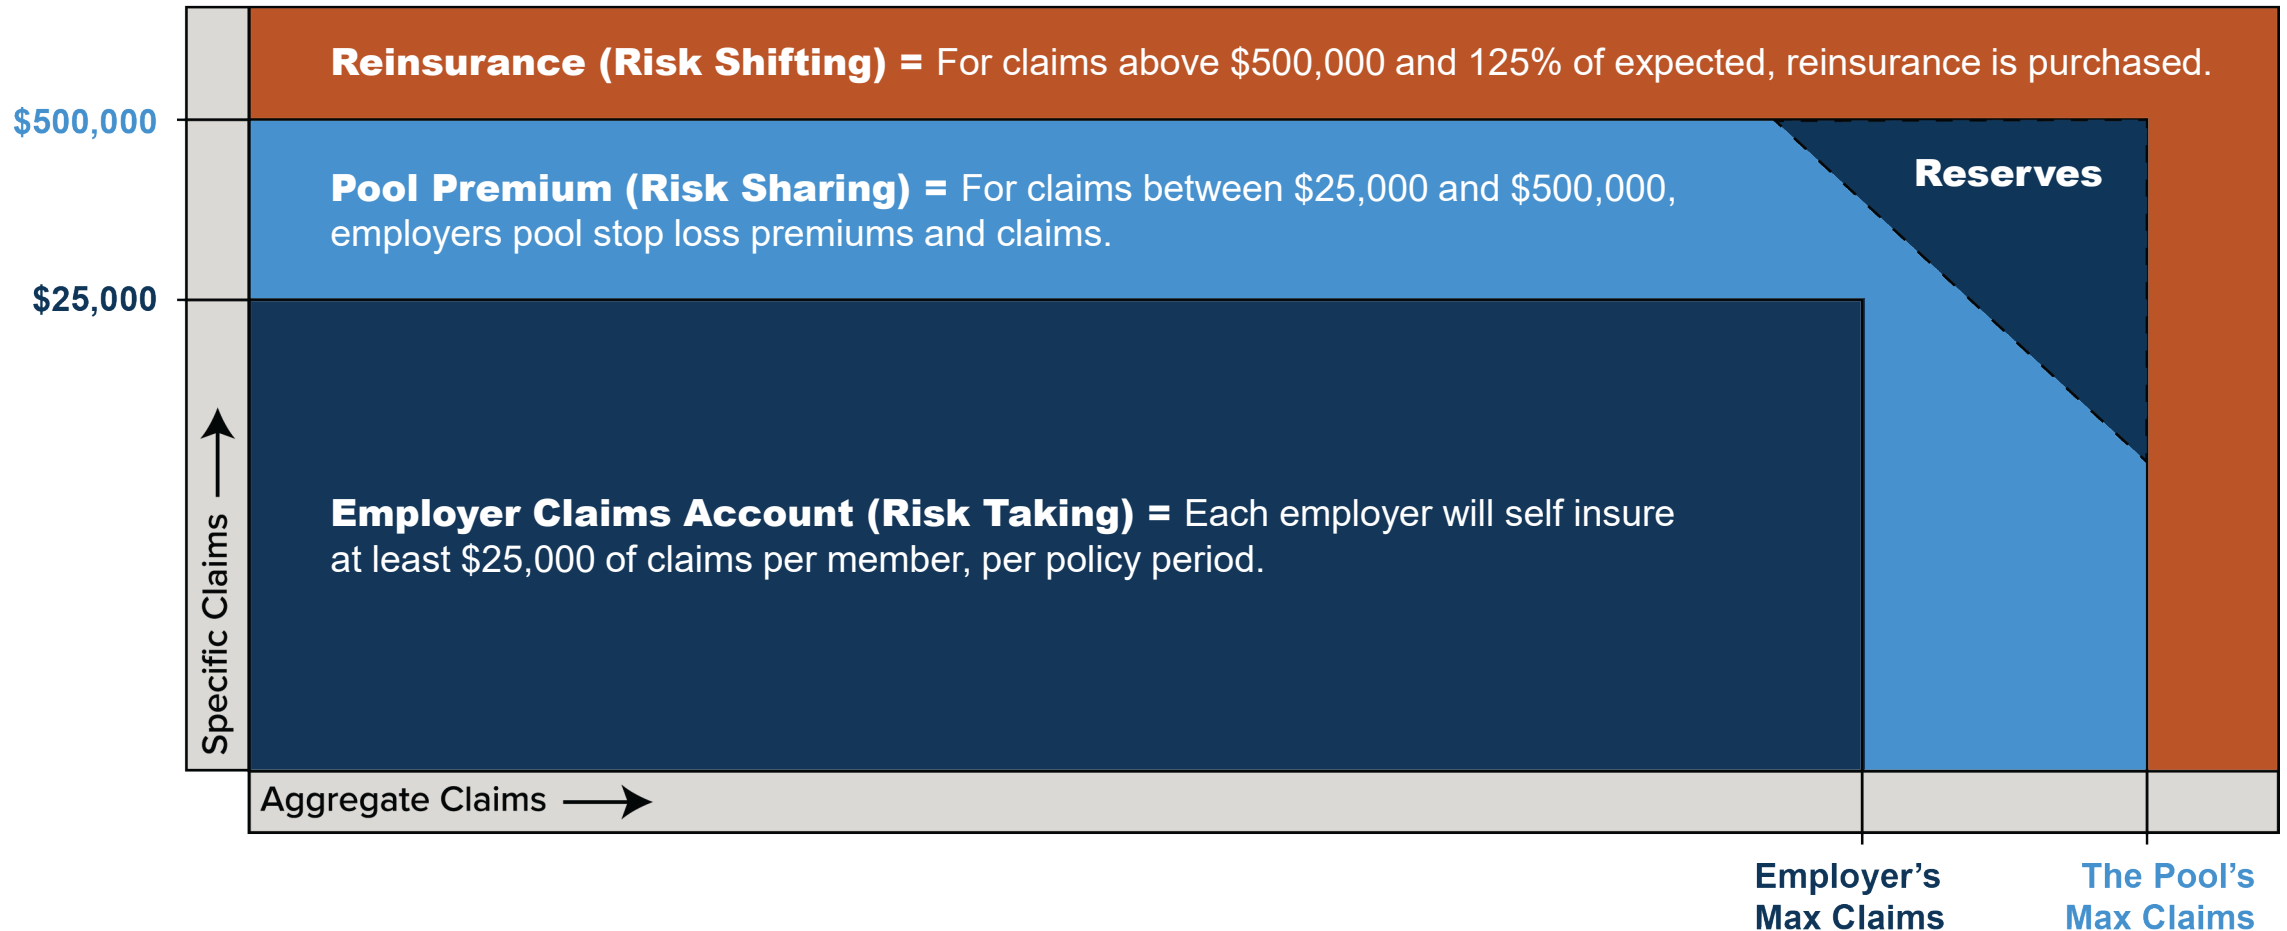 Reinsurance (Risk Shifting) = For claims above $500,000 and 125% of expected, reinsurance is purchased.
$500,000
Pool Premium (Risk Sharing) = For claims between $25,000 and $500,000,
employers pool stop loss premiums and claims.
Reserves
$25,000
Employer Claims Account (Risk Taking) = Each employer will self insure
at least $25,000 of claims per member, per policy period.
Specific Claims
Aggregate Claims
Employer’s
Max Claims
The Pool’s
Max Claims